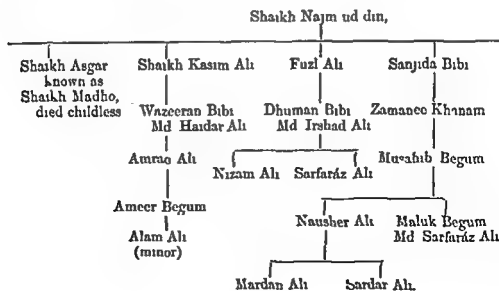 Shaikh Najm ud din,
Shaikh Asgar Shaikh Kasim Ali Fuzl Ali Sanjida Bibi
known as
Shaikh Madho,
died childless
Wazeeran Bibi Dhuman Bibi Zamanee Khanam
Md Haidar Ali Md Irshad Ali
Amrao Ali Nizam Ali Sarfaráz Ali Musahib Begum
Ameer Begum
Alam Ali
(minor)
Nausher Ali Maluk Begum
Md Sarfaráz Ali
Mardan Ali Sardar Ali.